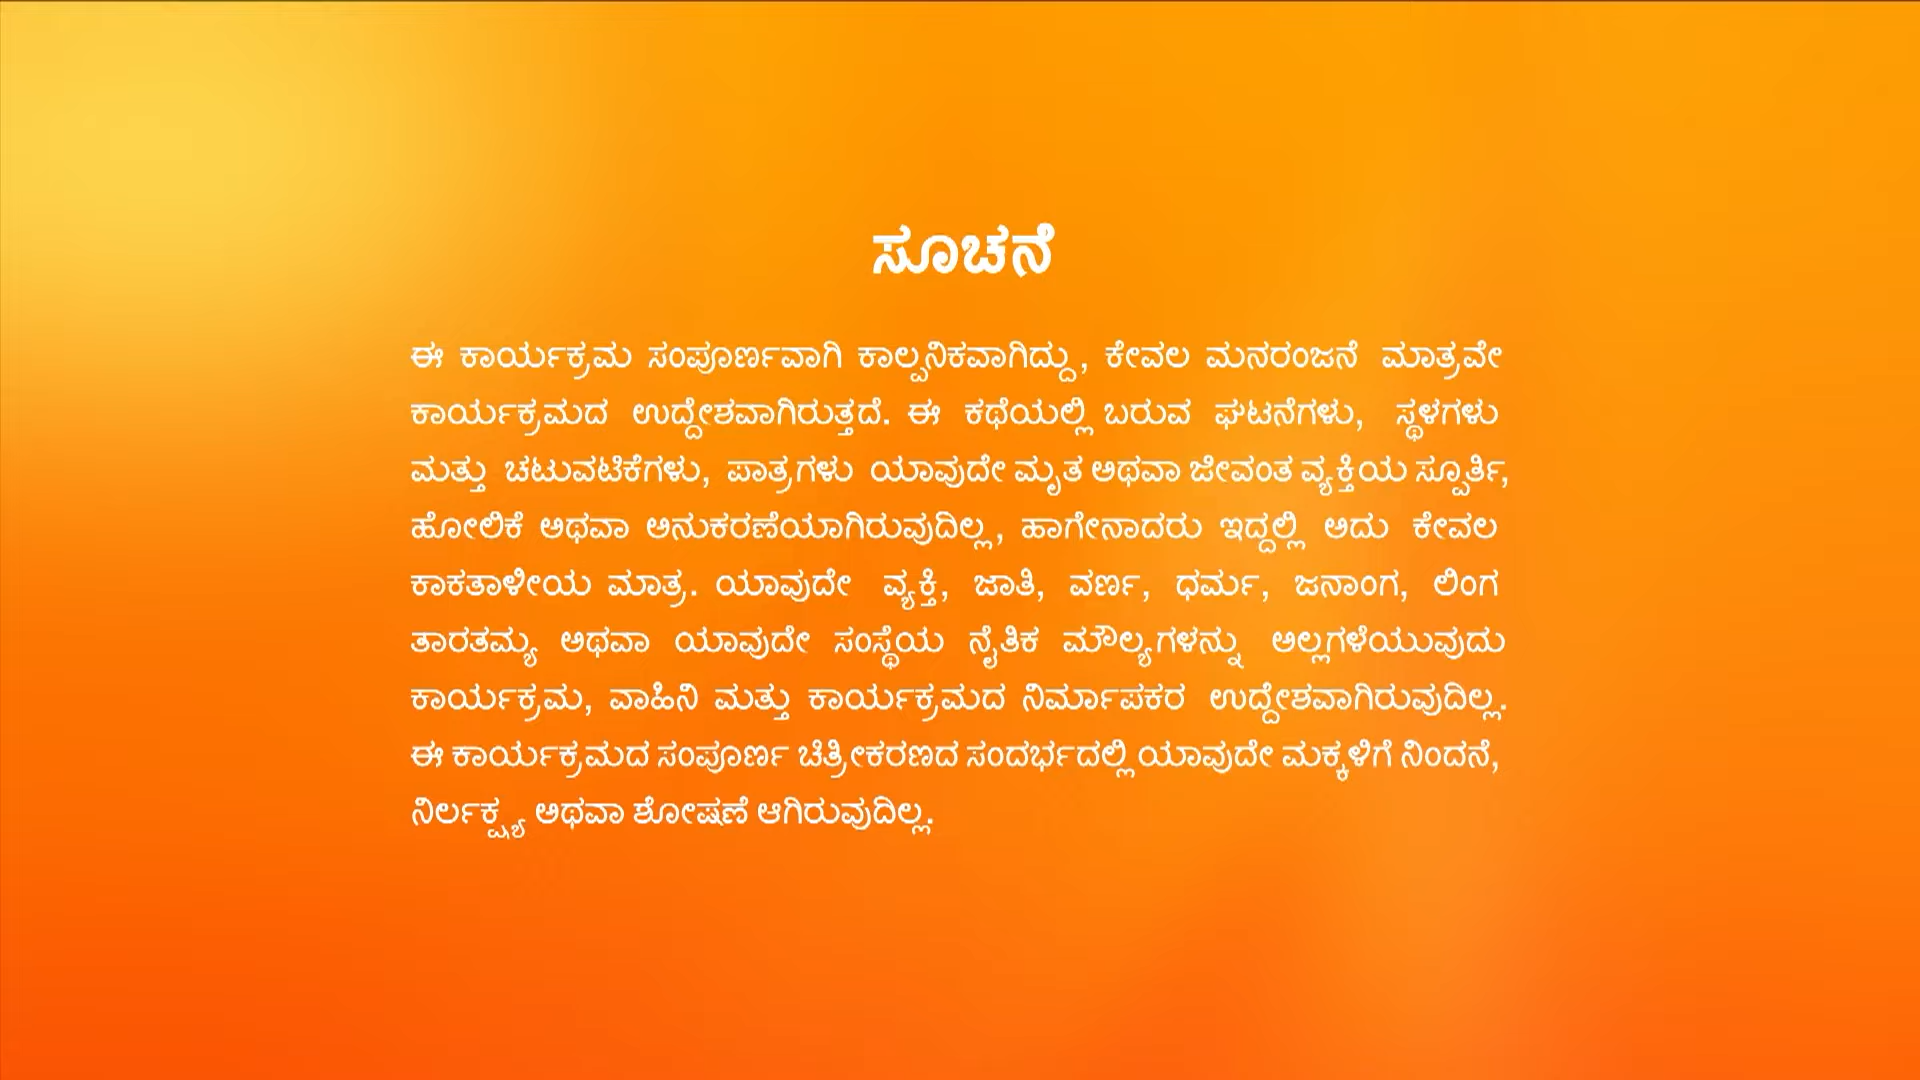 ಸೂಚನೆ
ಈ ಕಾರ್ಯಕ್ರಮ ಸಂಪೂರ್ಣವಾಗಿ ಕಾಲ್ಪನಿಕವಾಗಿದ್ದು, ಕೇವಲ ಮನರಂಜನೆ ಮಾತ್ರವೇ
ಕಾರ್ಯಕ್ರಮದ ಉದ್ದೇಶವಾಗಿರುತ್ತದೆ. ಈ ಕಥೆಯಲ್ಲಿ ಬರುವ ಘಟನೆಗಳು, ಸ್ಥಳಗಳು
ಮತ್ತು ಚಟುವಟಿಕೆಗಳು, ಪಾತ್ರಗಳು ಯಾವುದೇ ಮೃತ ಅಥವಾ ಜೀವಂತ ವ್ಯಕ್ತಿಯ ಸ್ಪೂರ್ತಿ,
ಹೋಲಿಕೆ ಅಥವಾ ಅನುಕರಣೆಯಾಗಿರುವುದಿಲ್ಲ, ಹಾಗೇನಾದರು ಇದ್ದಲ್ಲಿ ಅದು ಕೇವಲ
ಕಾಕತಾಳೀಯ ಮಾತ್ರ. ಯಾವುದೇ ವ್ಯಕ್ತಿ, ಜಾತಿ, ವರ್ಣ, ಧರ್ಮ, ಜನಾಂಗ, ಲಿಂಗ
ತಾರತಮ್ಯ ಅಥವಾ ಯಾವುದೇ ಸಂಸ್ಥೆಯ ನೈತಿಕ ಮೌಲ್ಯಗಳನ್ನು ಅಲ್ಲಗಳೆಯುವುದು
ಕಾರ್ಯಕ್ರಮ, ವಾಹಿನಿ ಮತ್ತು ಕಾರ್ಯಕ್ರಮದ ನಿರ್ಮಾಪಕರ ಉದ್ದೇಶವಾಗಿರುವುದಿಲ್ಲ.
ಈ ಕಾರ್ಯಕ್ರಮದ ಸಂಪೂರ್ಣ ಚಿತ್ರೀಕರಣದ ಸಂದರ್ಭದಲ್ಲಿ ಯಾವುದೇ ಮಕ್ಕಳಿಗೆ ನಿಂದನೆ,
ನಿರ್ಲಕ್ಷ್ಯ ಅಥವಾ ಶೋಷಣೆ ಆಗಿರುವುದಿಲ್ಲ.